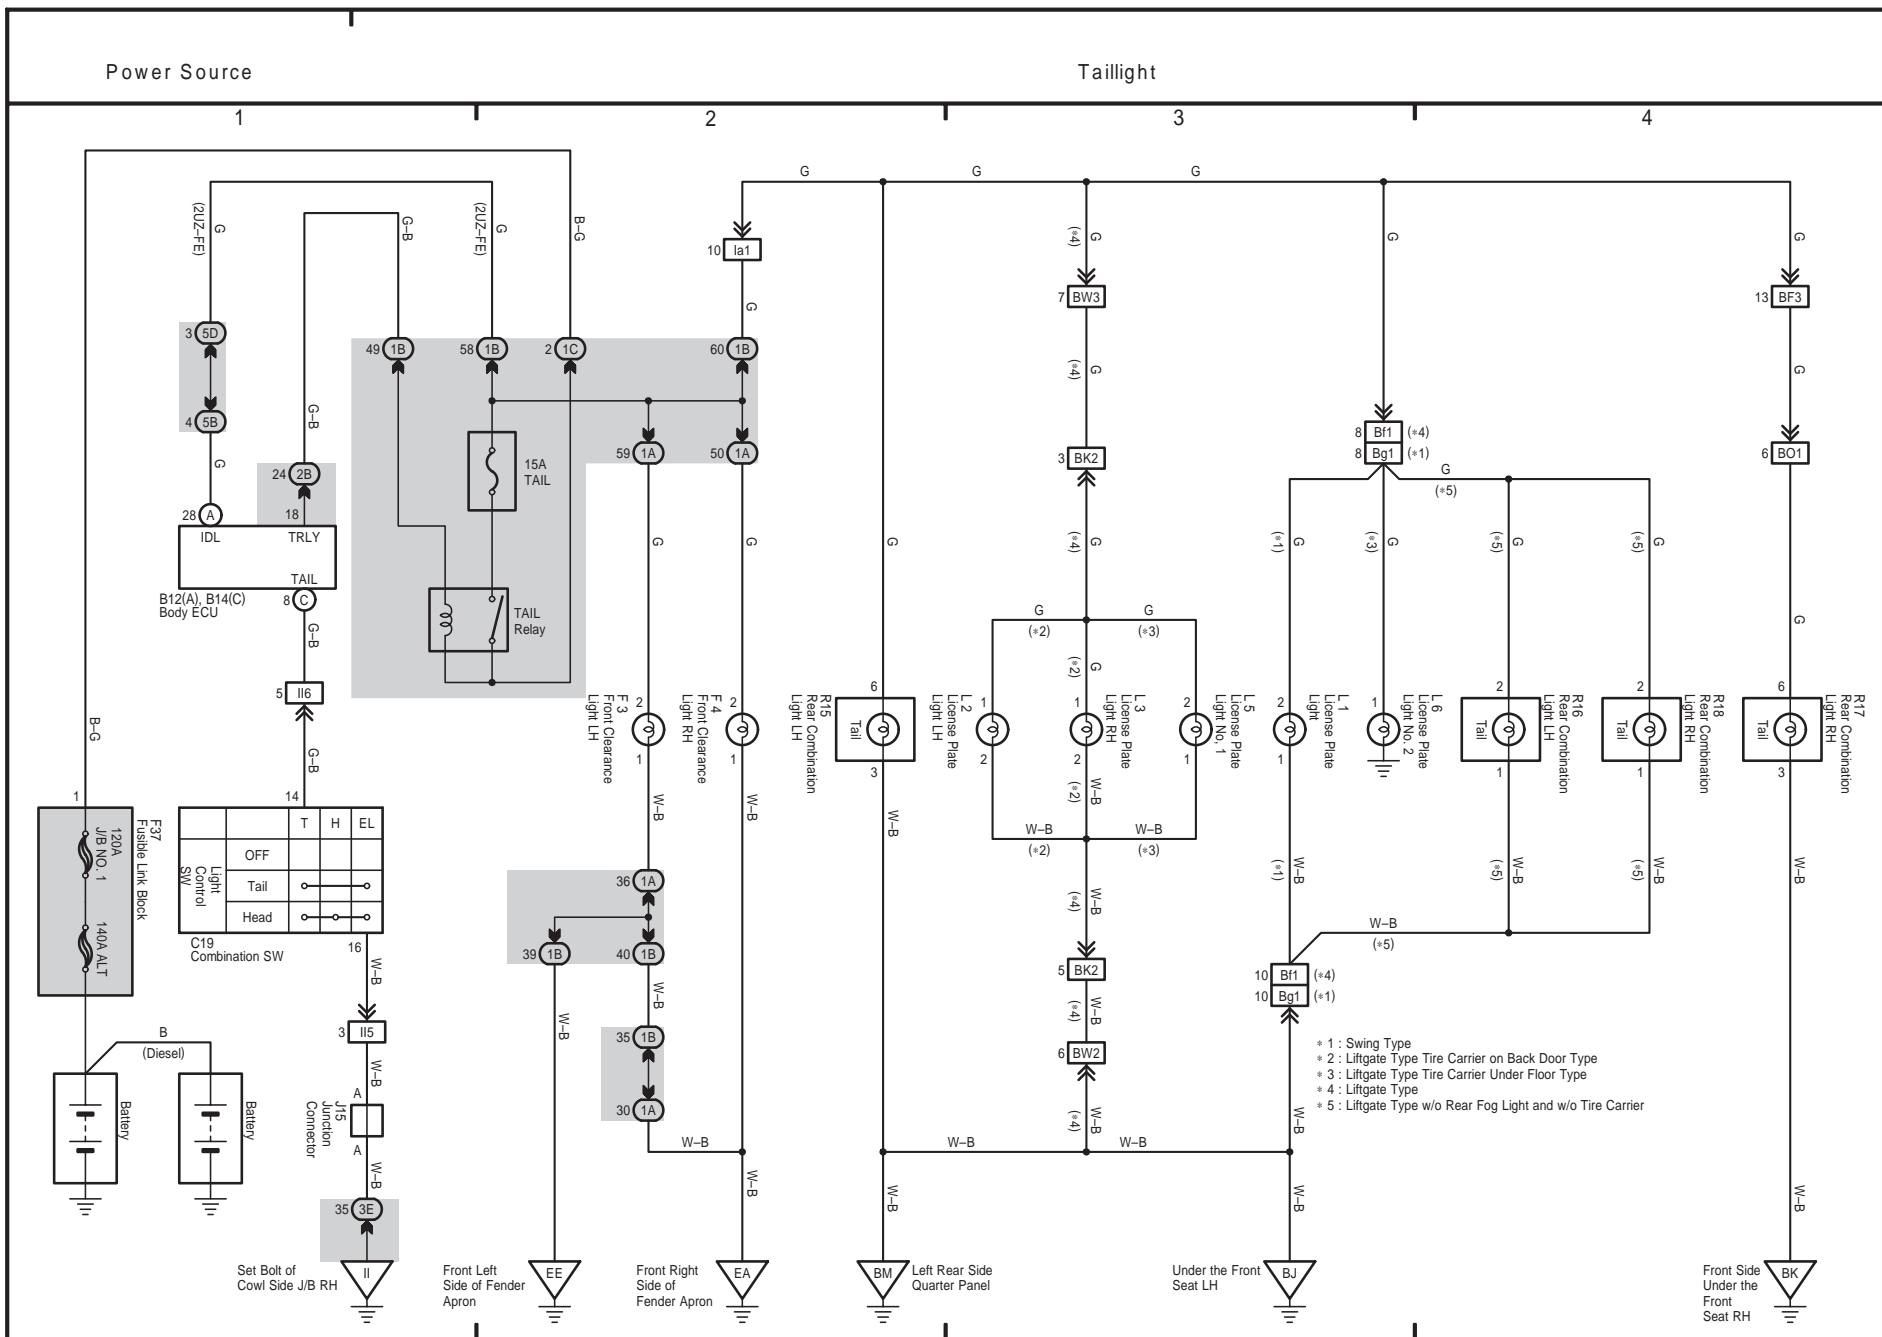 Power Source
Taillight
1
2
3
4
G
G
G
(2UZ–FE)
G
G–B
(2UZ–FE)
G
B–G
10 Ia1
(*4)
G
G
G
7 BW3
13 BF3
G
3 5D
49 1B
58 1B
2 1C
60 1B
(*4)
G
G
4 5B
G–B
8 Bf1 (*4)
8 Bg1 (*1)
59 1A
50 1A
3 BK2
6 BO1
G
15A
TAIL
24 2B
G
(*5)
28 A
18
IDL
TRLY
TAIL
B12(A), B14(C)
Body ECU
8 C
G
G
G
(*4)
G
(*1)
G
(*3)
G
(*5)
G
(*5)
G
TAIL
Relay
G–B
G
(*2)
G
(*3)
(*2)
G
G
5 II6
B–G
G–B
2
F 3
Front Clearance
Light LH
1
2
F 4
Front Clearance
Light RH
1
6
Tail
R15
Rear Combination
Light LH
3
1
L 2
License Plate
Light LH
2
1
L 3
License Plate
Light RH
2
2
L 5
License Plate
Light No. 1
1
2
L 1
License Plate
Light
1
1
L 6
License Plate
Light No. 2
2
Tail
R16
Rear Combination
Light LH
1
2
Tail
R18
Rear Combination
Light RH
1
6
Tail
R17
Rear Combination
Light RH
3
1
120A
J/B NO. 1
140A ALT
F37
Fusible Link Block
14
T H EL
OFF
Tail
Head
Light
Control
SW
C19
Combination SW
16
W–B
W–B
W–B
W–B
(*2)
W–B
(*2)
W–B
(*3)
(*1)
W–B
(*5)
W–B
(*5)
W–B
W–B
36 1A
39 1B
40 1B
(*4)
W–B
W–B
(*5)
5 BK2
10 Bf1 (*4)
10 Bg1 (*1)
W–B
3 II5
W–B
W–B
(*4)
W–B
35 1B
6 BW2
B
(Diesel)
* 1 : Swing Type
* 2 : Liftgate Type Tire Carrier on Back Door Type
* 3 : Liftgate Type Tire Carrier Under Floor Type
* 4 : Liftgate Type
* 5 : Liftgate Type w/o Rear Fog Light and w/o Tire Carrier
Battery
Battery
W–B
A
J15
Junction
Connector
A
W–B
30 1A
(*4)
W–B
W–B
W–B
W–B
W–B
W–B
W–B
W–B
W–B
35 3E
Set Bolt of
Cowl Side J/B RH
II
Front Left
Side of Fender
Apron
EE
Front Right
Side of
Fender Apron
EA
BM
Left Rear Side
Quarter Panel
Under the Front
Seat LH
BJ
Front Side
Under the
Front
Seat RH
BK